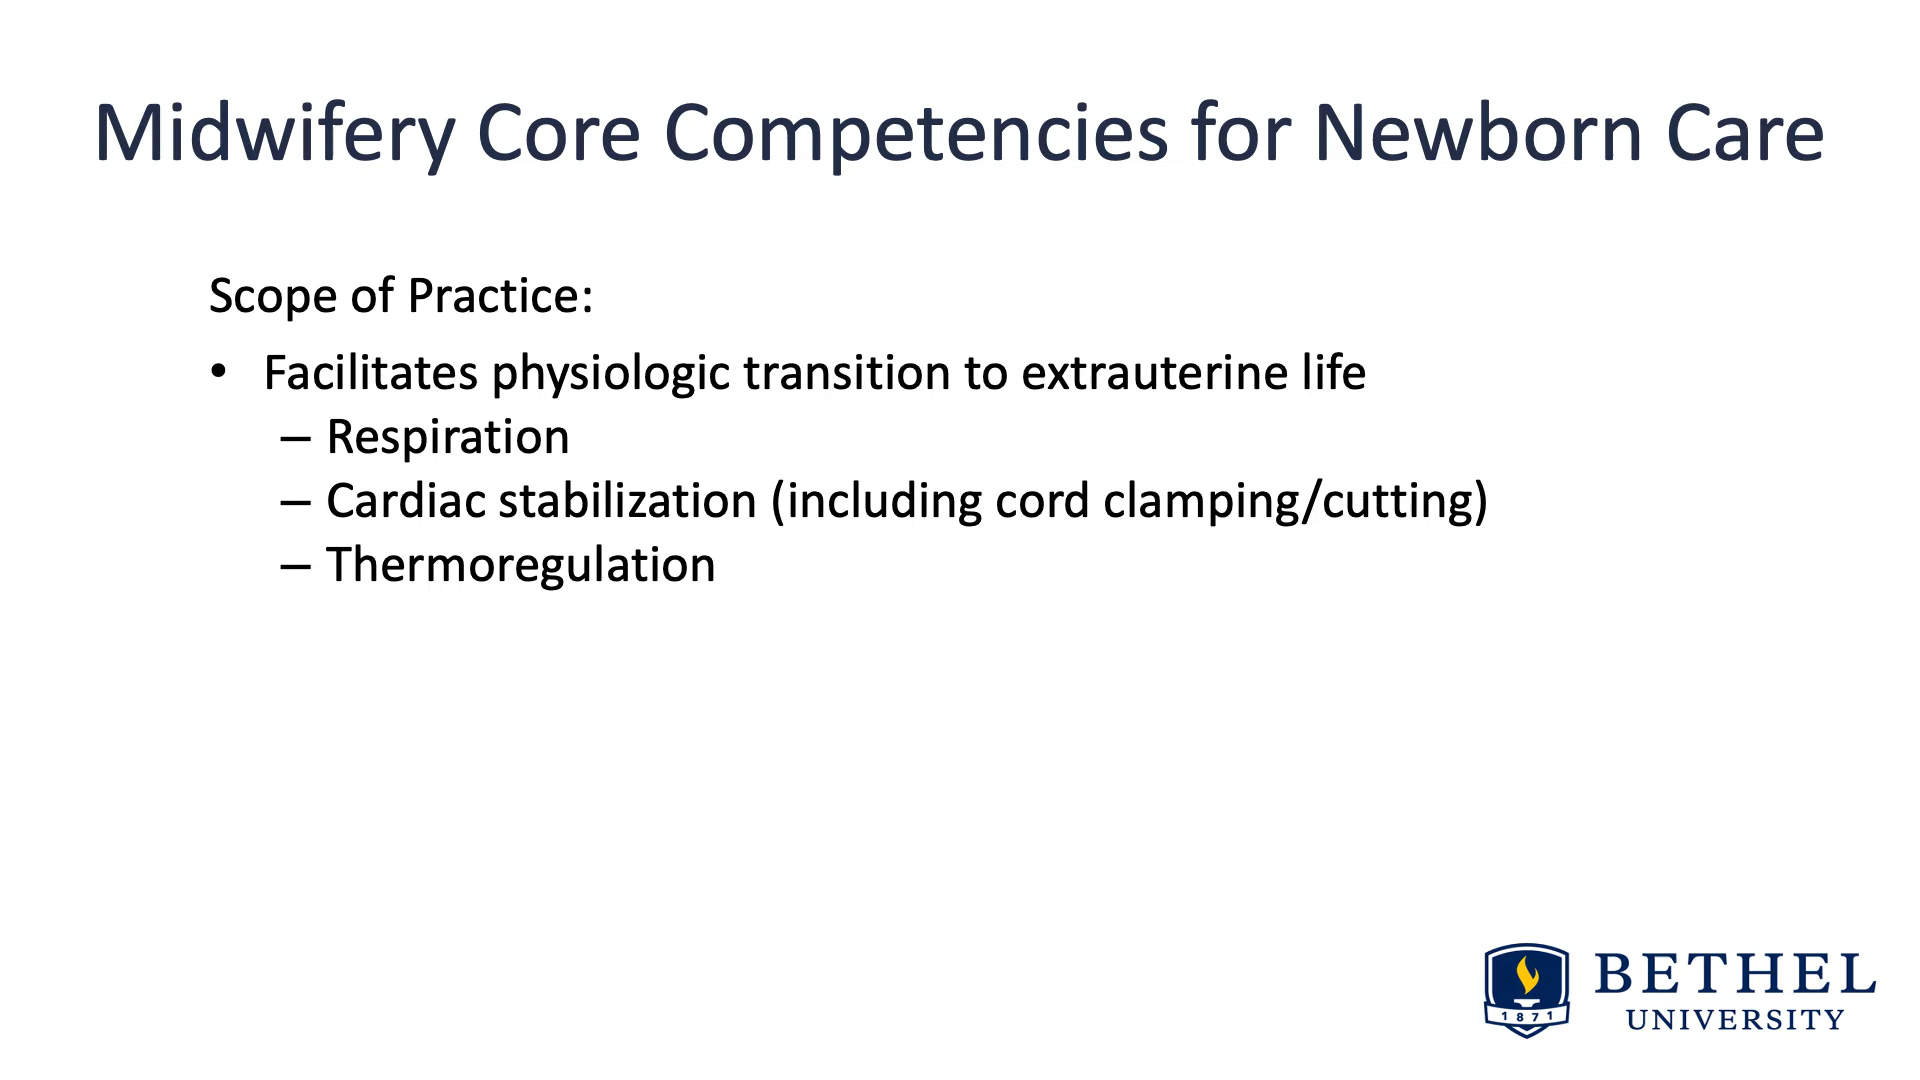 Midwifery Core Competencies for Newborn Care
Scope of Practice:
• Facilitates physiologic transition to extrauterine life
– Respiration
– Cardiac stabilization (including cord clamping/cutting)
– Thermoregulation
1871
BETHEL
UNIVERSITY